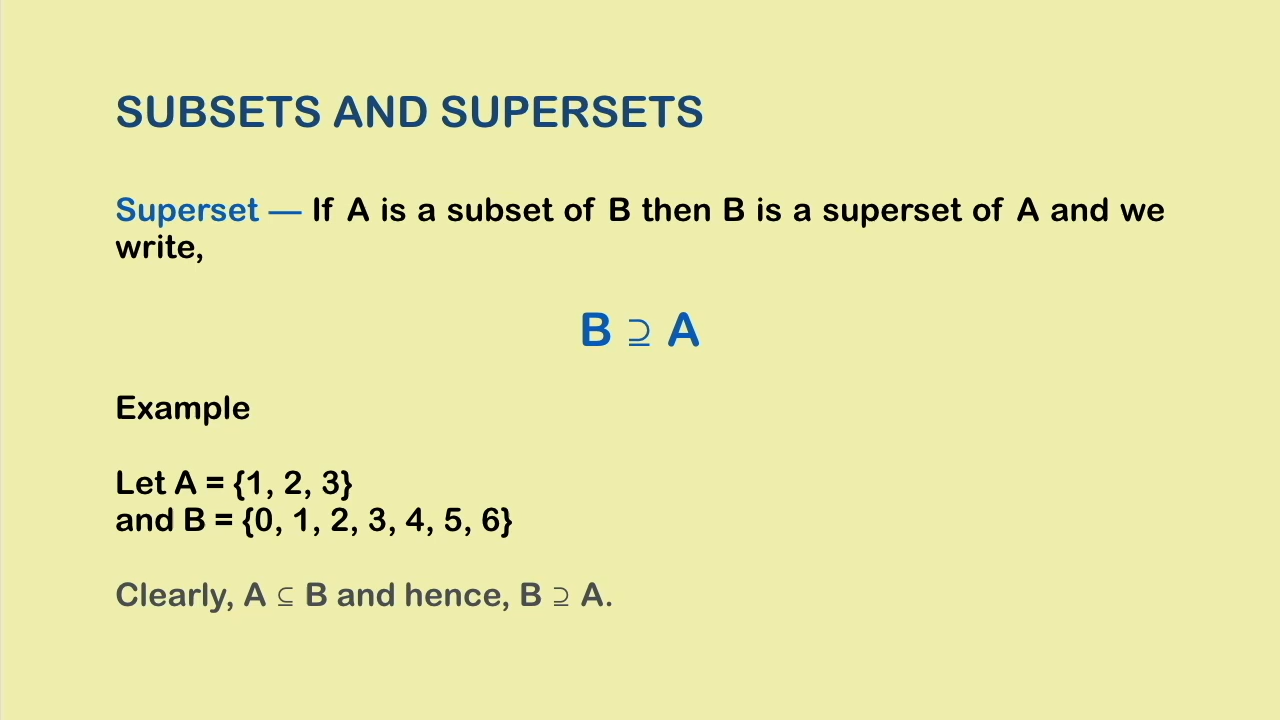 SUBSETS AND SUPERSETS
Superset — If A is a subset of B then B is a superset of A and we
write,
B ⊇ A
Example
Let A = {1, 2, 3}
and B = {0, 1, 2, 3, 4, 5, 6}
Clearly, A ⊆ B and hence, B ⊇ A.